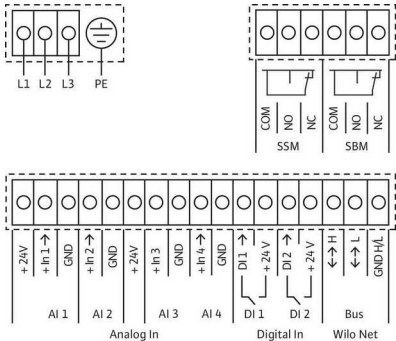 L1 L2 L3 PE
COM NO NC COM NO NC
SSM SBM
+ 24V + In 1 → GND + In 2 → GND + 24V + In 3 GND + In 4 → GND DI 1 → + 24 V DI 2 → + 24 V ↔ H ↔ L GND H/L
AI 1 AI 2 AI 3 AI 4 DI 1 DI 2 Bus
Analog In Digital In Wilo Net